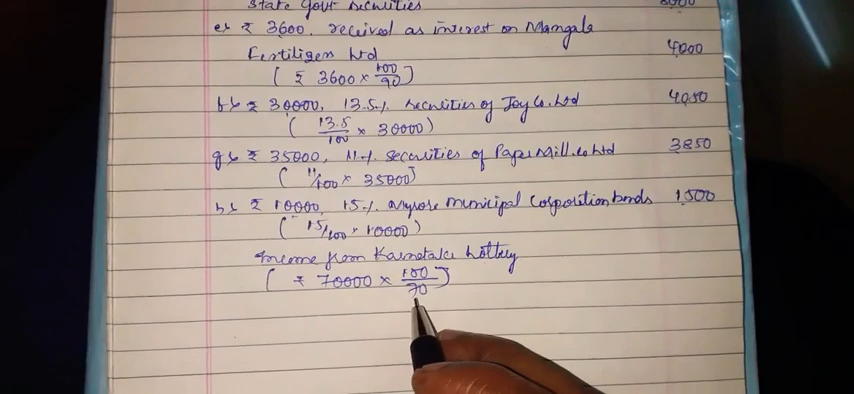 State Govt securities 8000
e) ₹ 3600. received as interest on Mangala
Fertilizers Ltd 4000
( ₹ 3600 × 100/90 )
f) ₹ 30000, 13.5% securities of Joy Co. Ltd 4050
( 13.5/100 × 30000 )
g) ₹ 35000, 11% securities of Paper Mill. co Ltd 3850
( 11/100 × 35000 )
h) ₹ 10000, 15% Mysore Municipal Corporation bonds 1500
( 15/100 × 10000 )
Income from Karnataka Lottery
( ₹ 70000 × 100/70 )